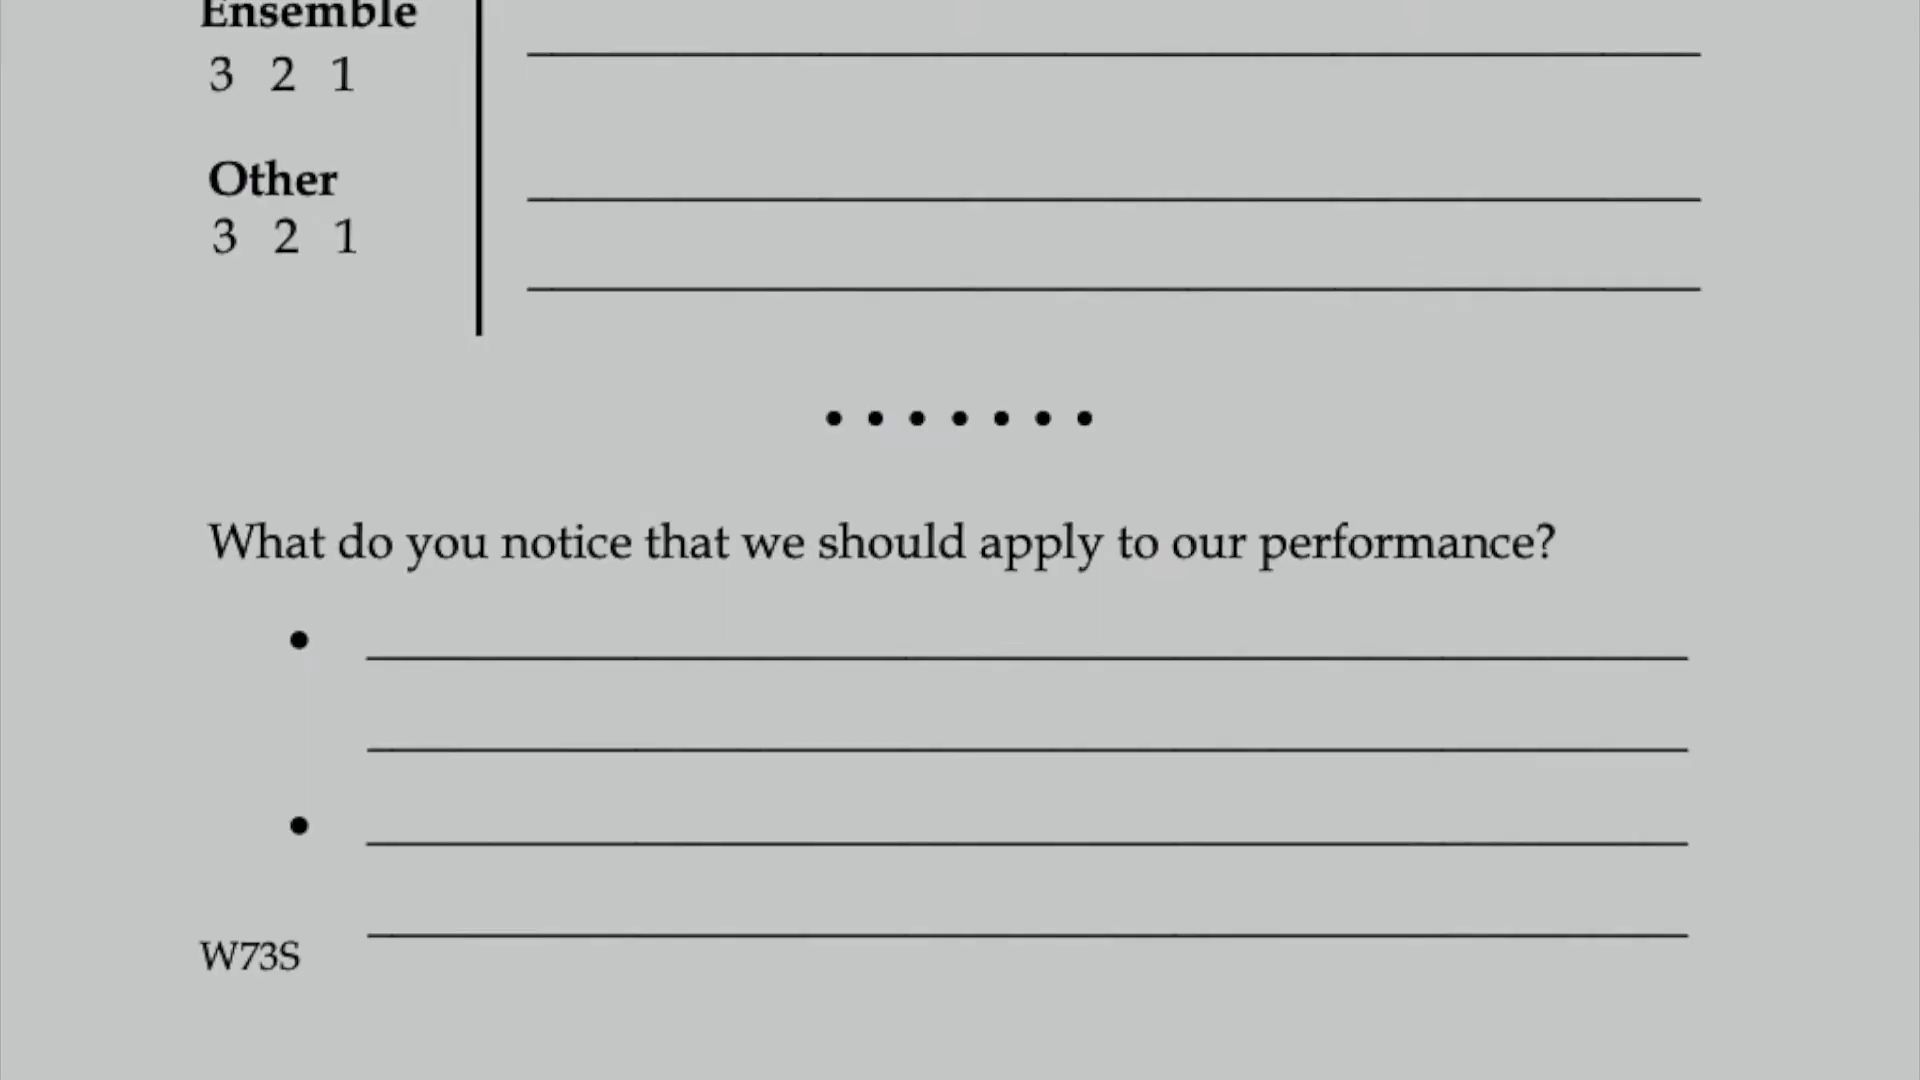 Ensemble
3 2 1
Other
3 2 1
• • • • • • •
What do you notice that we should apply to our performance?
•
•
W73S